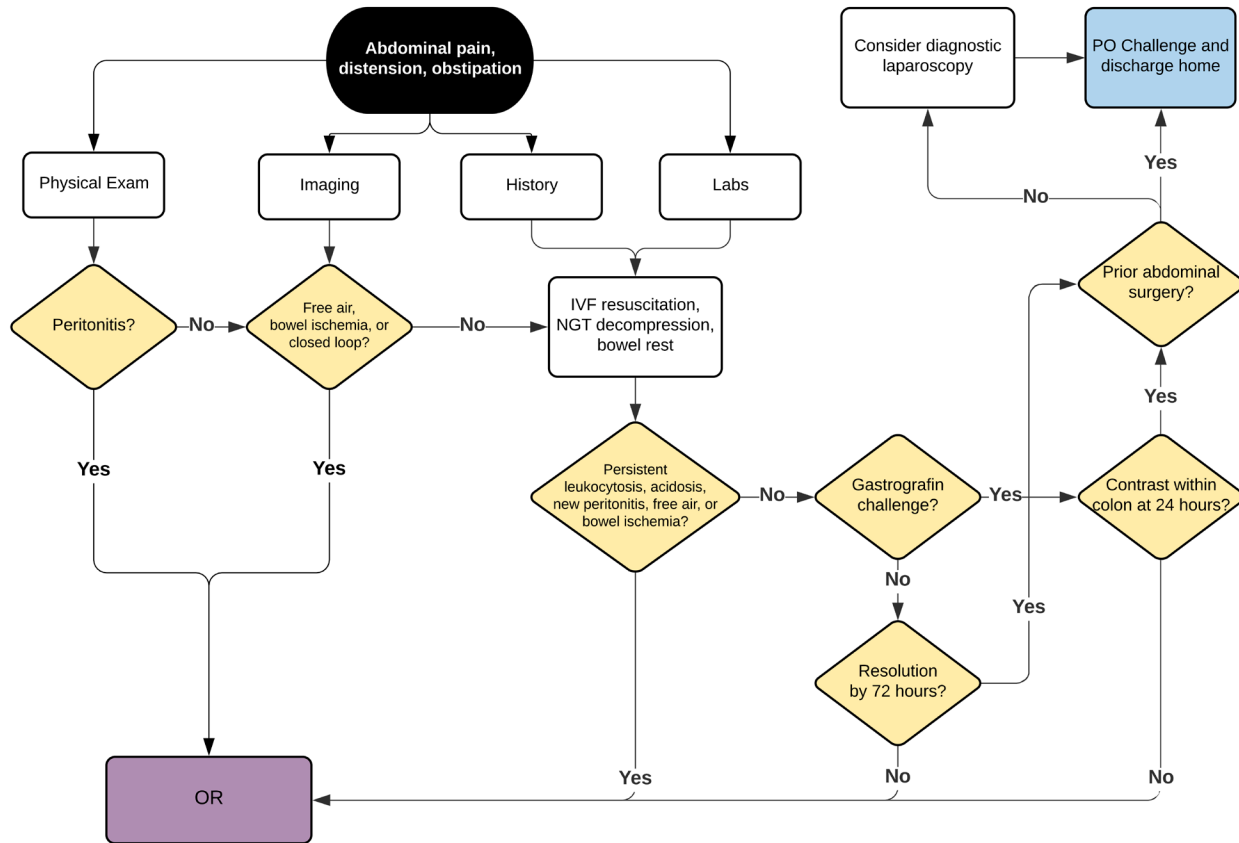 Abdominal pain,
distension, obstipation
Consider diagnostic
laparoscopy
PO Challenge and
discharge home
Physical Exam
Imaging
History
Labs
Yes
No
Peritonitis?
No
Free air,
bowel ischemia, or
closed loop?
No
IVF resuscitation,
NGT decompression,
bowel rest
Prior abdominal
surgery?
Yes
Yes
Yes
Persistent
leukocytosis, acidosis,
new peritonitis, free air, or
bowel ischemia?
No
Gastrografin
challenge?
Yes
Contrast within
colon at 24 hours?
No
Yes
Resolution
by 72 hours?
Yes
No
No
OR